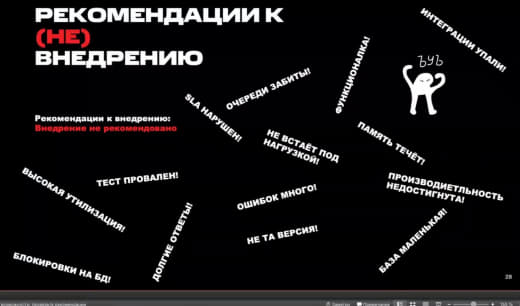 РЕКОМЕНДАЦИИ К
(НЕ)
ВНЕДРЕНИЮ
ИНТЕГРАЦИИ УПАЛИ!
ФУНКЦИОНАЛКА!
ЪУЪ
ОЧЕРЕДИ ЗАБИТЫ!
SLA НАРУШЕН!
Рекомендации к внедрению:
Внедрение не рекомендовано
НЕ ВСТАЁТ ПОД
НАГРУЗКОЙ!
ПАМЯТЬ ТЕЧЁТ!
ВЫСОКАЯ УТИЛИЗАЦИЯ!
ТЕСТ ПРОВАЛЕН!
ОШИБОК МНОГО!
ПРОИЗВОДИЕТЛЬНОСТЬ
НЕДОСТИГНУТА!
ДОЛГИЕ ОТВЕТЫ!
НЕ ТА ВЕРСИЯ!
БАЗА МАЛЕНЬКАЯ!
БЛОКИРОВКИ НА БД!
28